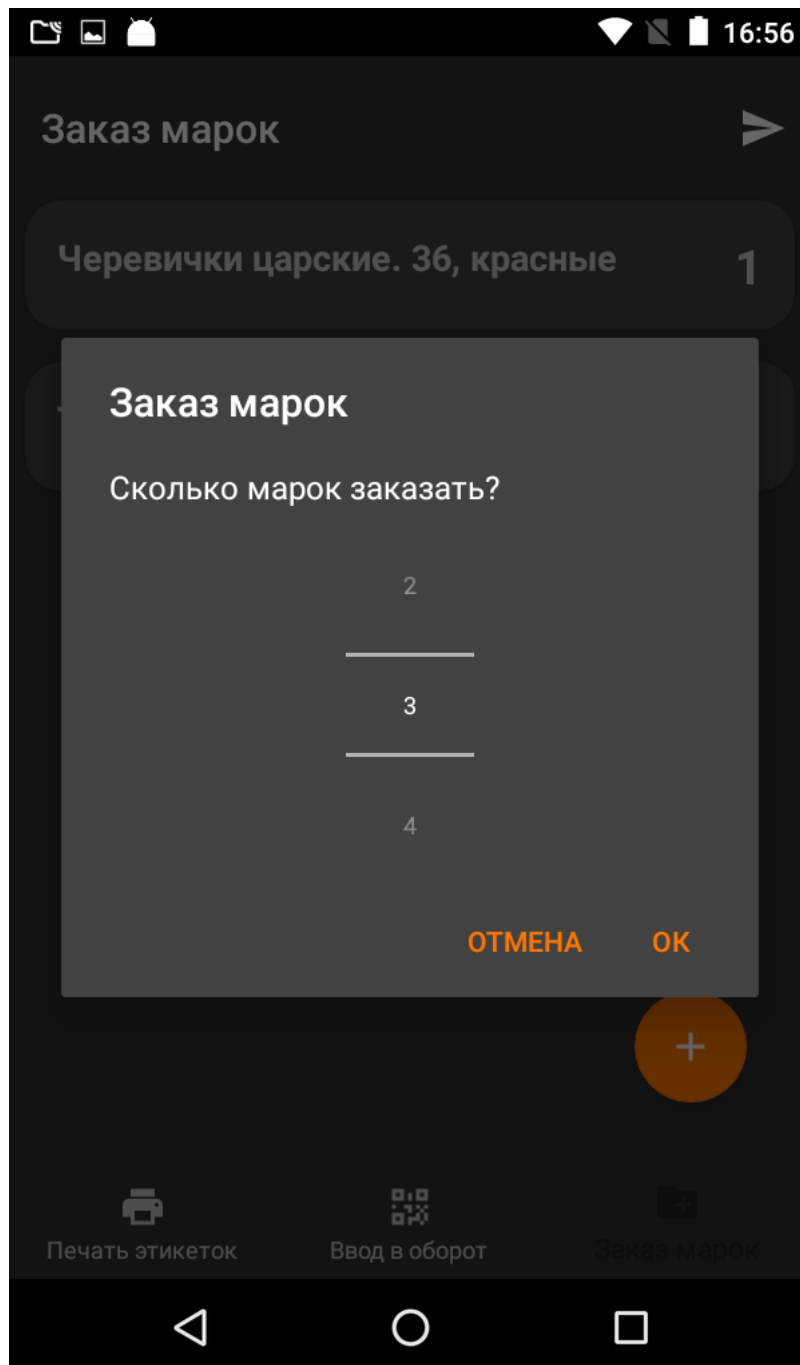 16:56
Заказ марок
Черевички царские. 36, красные
1
Заказ марок
Сколько марок заказать?
2
3
4
ОТМЕНА ОК
Печать этикеток Ввод в оборот Заказ марок